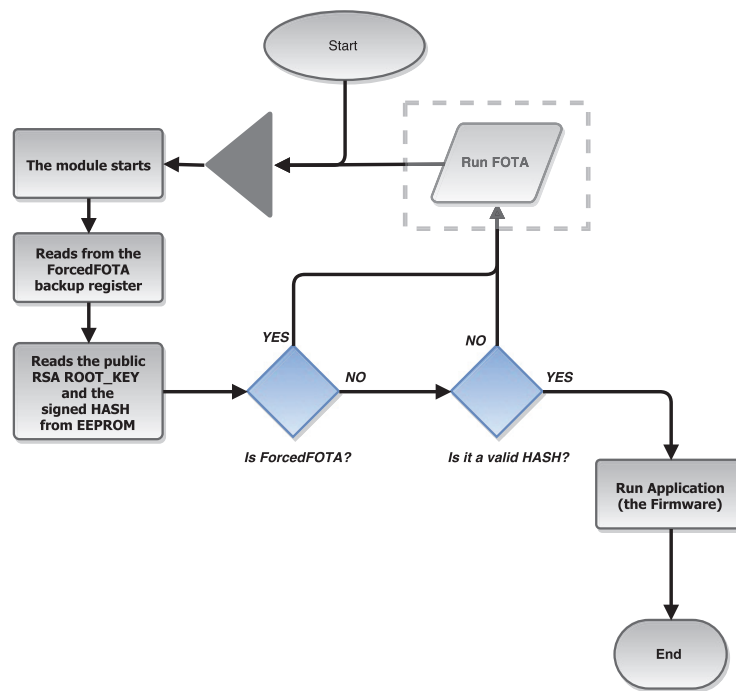 Start
Run FOTA
The module starts
Reads from the
ForcedFOTA
backup register
Reads the public
RSA ROOT_KEY
and the
signed HASH
from EEPROM
YES
NO
Is ForcedFOTA?
NO
YES
Is it a valid HASH?
Run Application
(the Firmware)
End